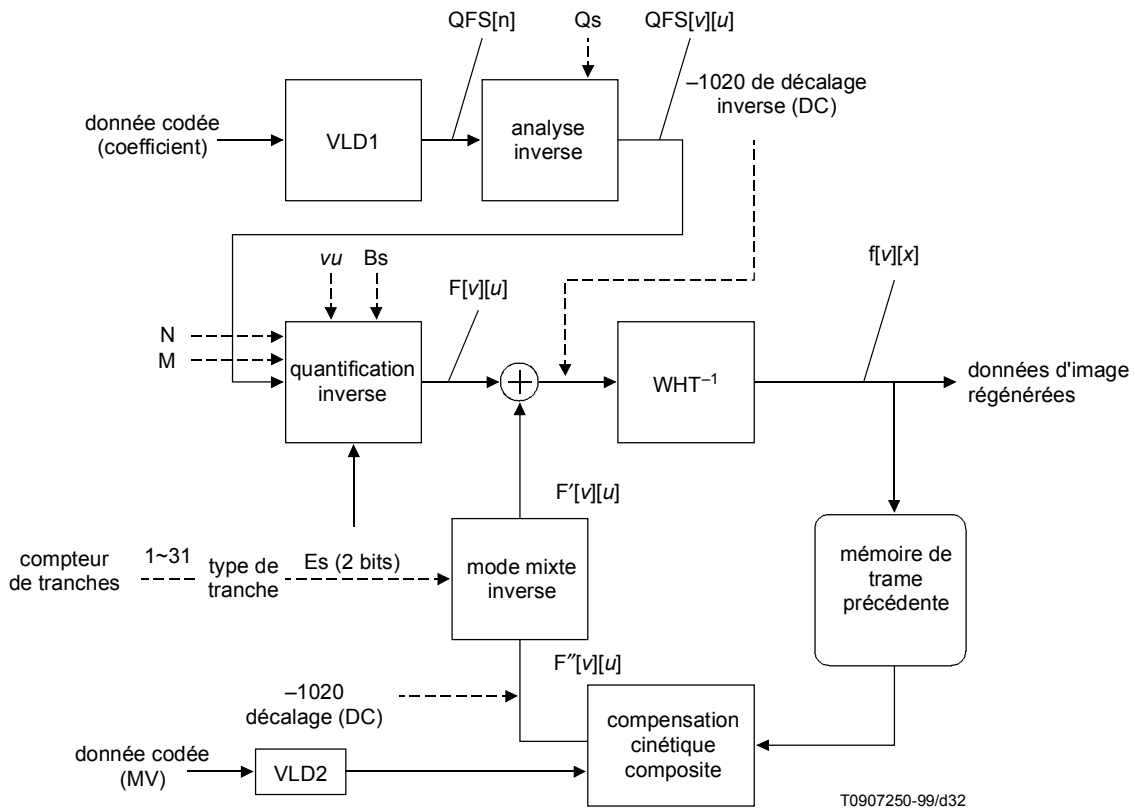 QFS[n]
Qs
QFS[v][u]
–1020 de décalage
inverse (DC)
donnée codée
(coefficient)
VLD1
analyse
inverse
vu
Bs
F[v][u]
f[v][x]
N
M
quantification
inverse
WHT–1
données d'image
régénérées
F′[v][u]
compteur
de tranches
1~31
type de
tranche
Es (2 bits)
mode mixte
inverse
mémoire de
trame
précédente
F″[v][u]
–1020
décalage (DC)
compensation
cinétique
composite
donnée codée
(MV)
VLD2
T0907250-99/d32